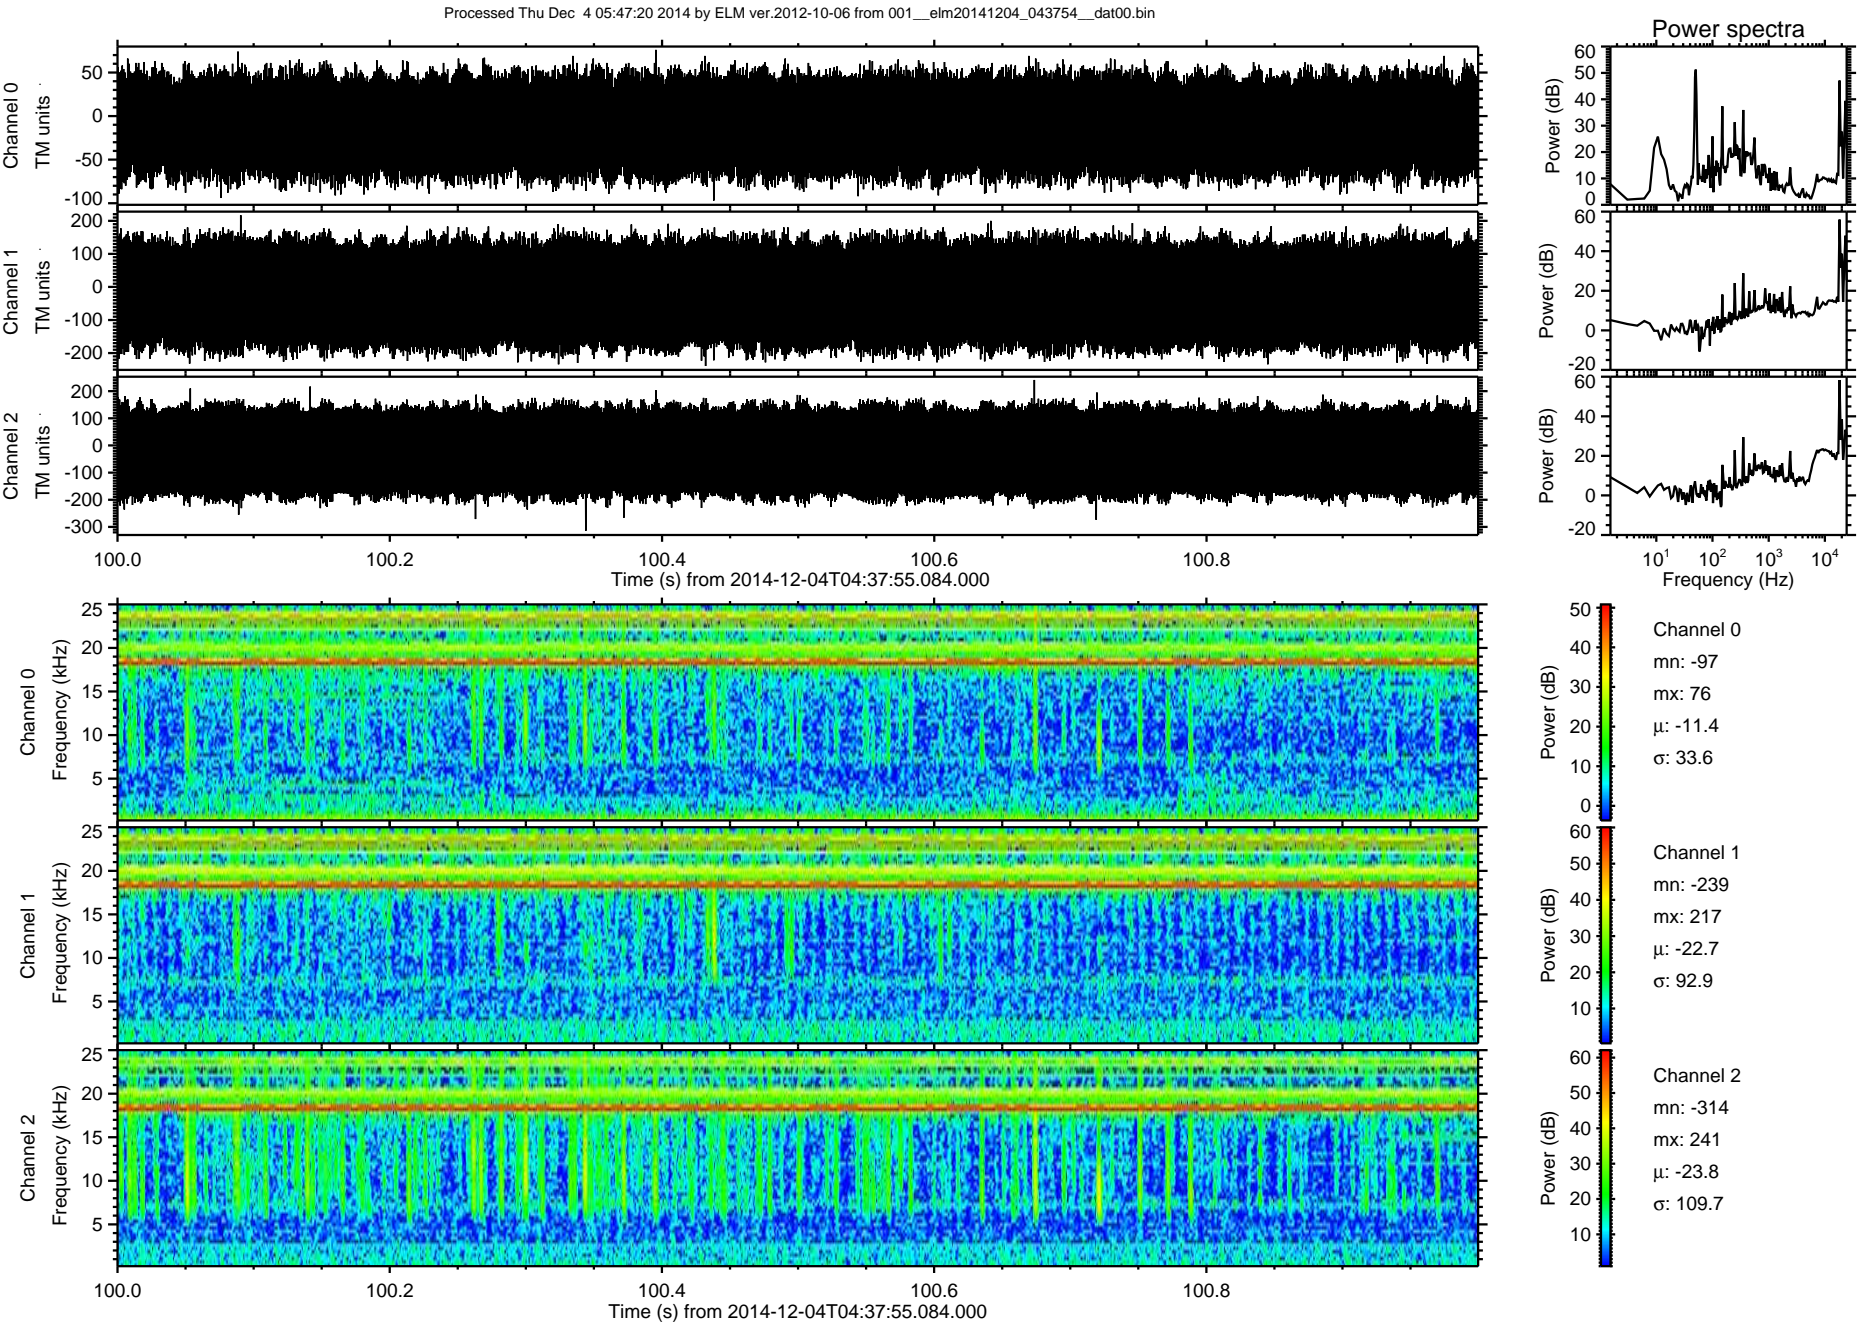 Processed Thu Dec  4 05:47:20 2014 by ELM ver.2012-10-06 from 001__elm20141204_043754__dat00.bin
Power spectra
Channel 0
TM units
50
0
-50
-100
Power (dB)
60
50
40
30
20
10
0
Channel 1
TM units
200
100
0
-100
-200
Power (dB)
60
40
20
0
-20
Channel 2
TM units
200
100
0
-100
-200
-300
Power (dB)
60
40
20
0
-20
100.0 100.2 100.4 100.6 100.8
Time (s) from 2014-12-04T04:37:55.084.000
10¹ 10² 10³ 10⁴
Frequency (Hz)
Channel 0
Frequency (kHz)
25
20
15
10
5
Power (dB)
50
40
30
20
10
0
Channel 0
mn: -97
mx: 76
µ: -11.4
σ: 33.6
Channel 1
Frequency (kHz)
25
20
15
10
5
Power (dB)
60
50
40
30
20
10
Channel 1
mn: -239
mx: 217
µ: -22.7
σ: 92.9
Channel 2
Frequency (kHz)
25
20
15
10
5
Power (dB)
60
50
40
30
20
10
Channel 2
mn: -314
mx: 241
µ: -23.8
σ: 109.7
100.0 100.2 100.4 100.6 100.8
Time (s) from 2014-12-04T04:37:55.084.000